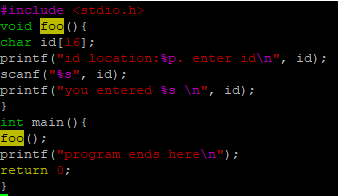 #include <stdio.h>
void foo(){
char id[16];
printf("id location:%p. enter id\n", id);
scanf("%s", id);
printf("you entered %s \n", id);
}
int main(){
foo();
printf("program ends here\n");
return 0;
}